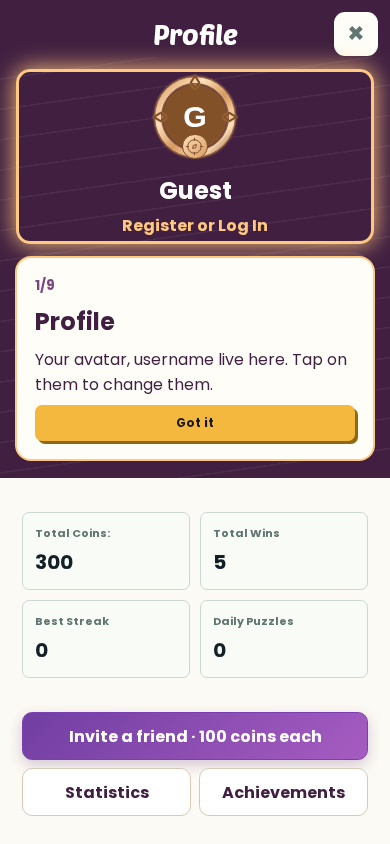 Profile
✖
G
Guest
Register or Log In
1/9
Profile
Your avatar, username live here. Tap on
them to change them.
Got it
Total Coins:
300
Total Wins
5
Best Streak
0
Daily Puzzles
0
Invite a friend · 100 coins each
Statistics
Achievements